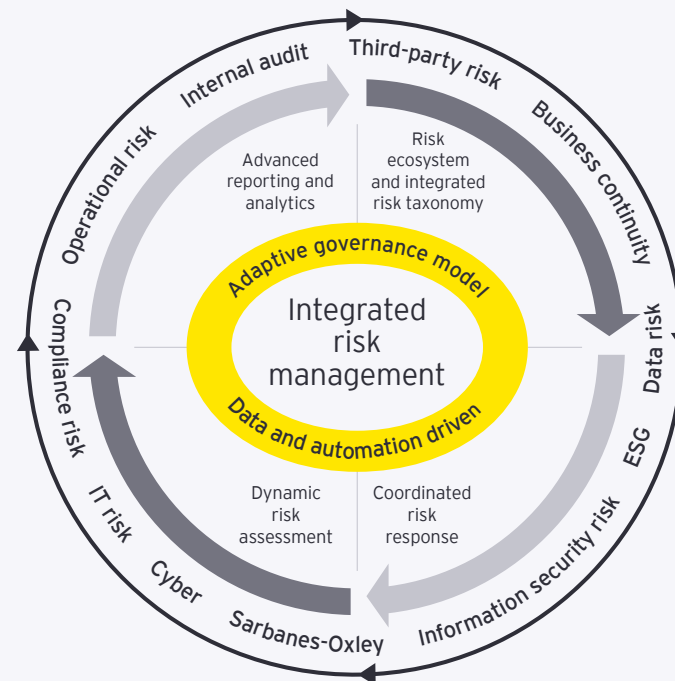 Internal audit
Third-party risk
Business continuity
Data risk
ESG
Information security risk
Sarbanes-Oxley
Cyber
IT risk
Compliance risk
Operational risk
Advanced
reporting and
analytics
Risk
ecosystem
and integrated
risk taxonomy
Adaptive governance model
Integrated
risk
management
Data and automation driven
Dynamic
risk
assessment
Coordinated
risk
response